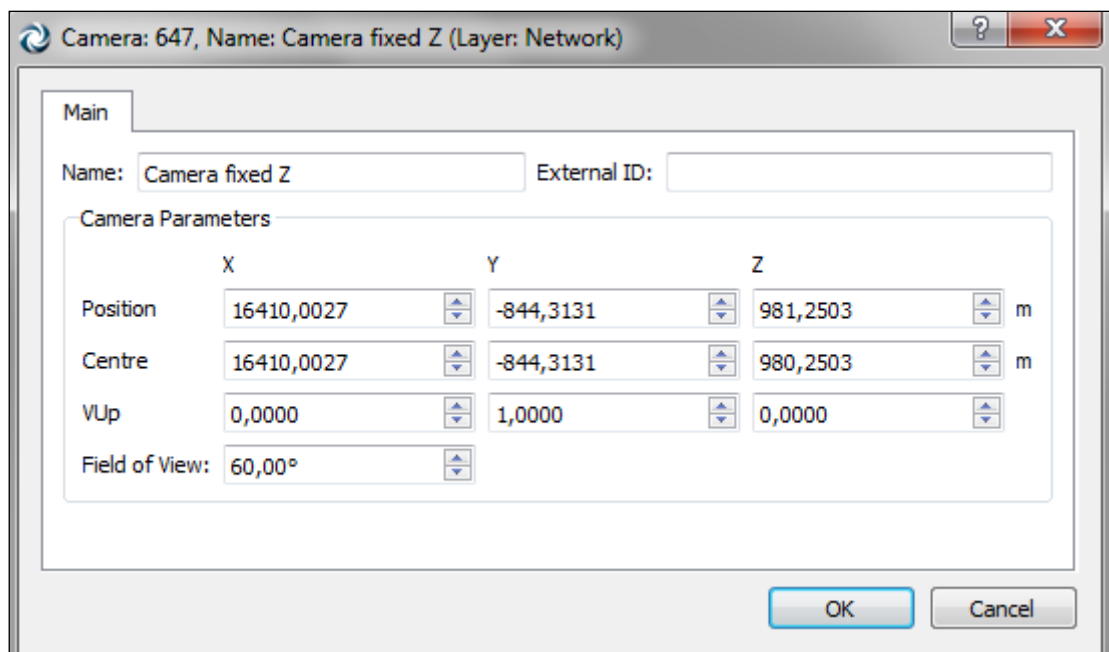 Camera: 647, Name: Camera fixed Z (Layer: Network)
Main
Name: Camera fixed Z External ID:
Camera Parameters
X Y Z
Position 16410,0027 -844,3131 981,2503 m
Centre 16410,0027 -844,3131 980,2503 m
VUp 0,0000 1,0000 0,0000
Field of View: 60,00°
OK Cancel